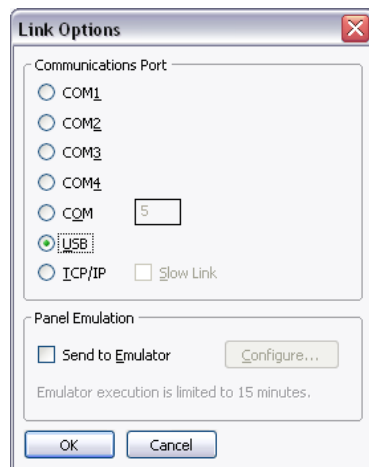 Link Options
Communications Port
COM1
COM2
COM3
COM4
COM 5
USB
TCP/IP Slow Link
Panel Emulation
Send to Emulator Configure...
Emulator execution is limited to 15 minutes.
OK Cancel